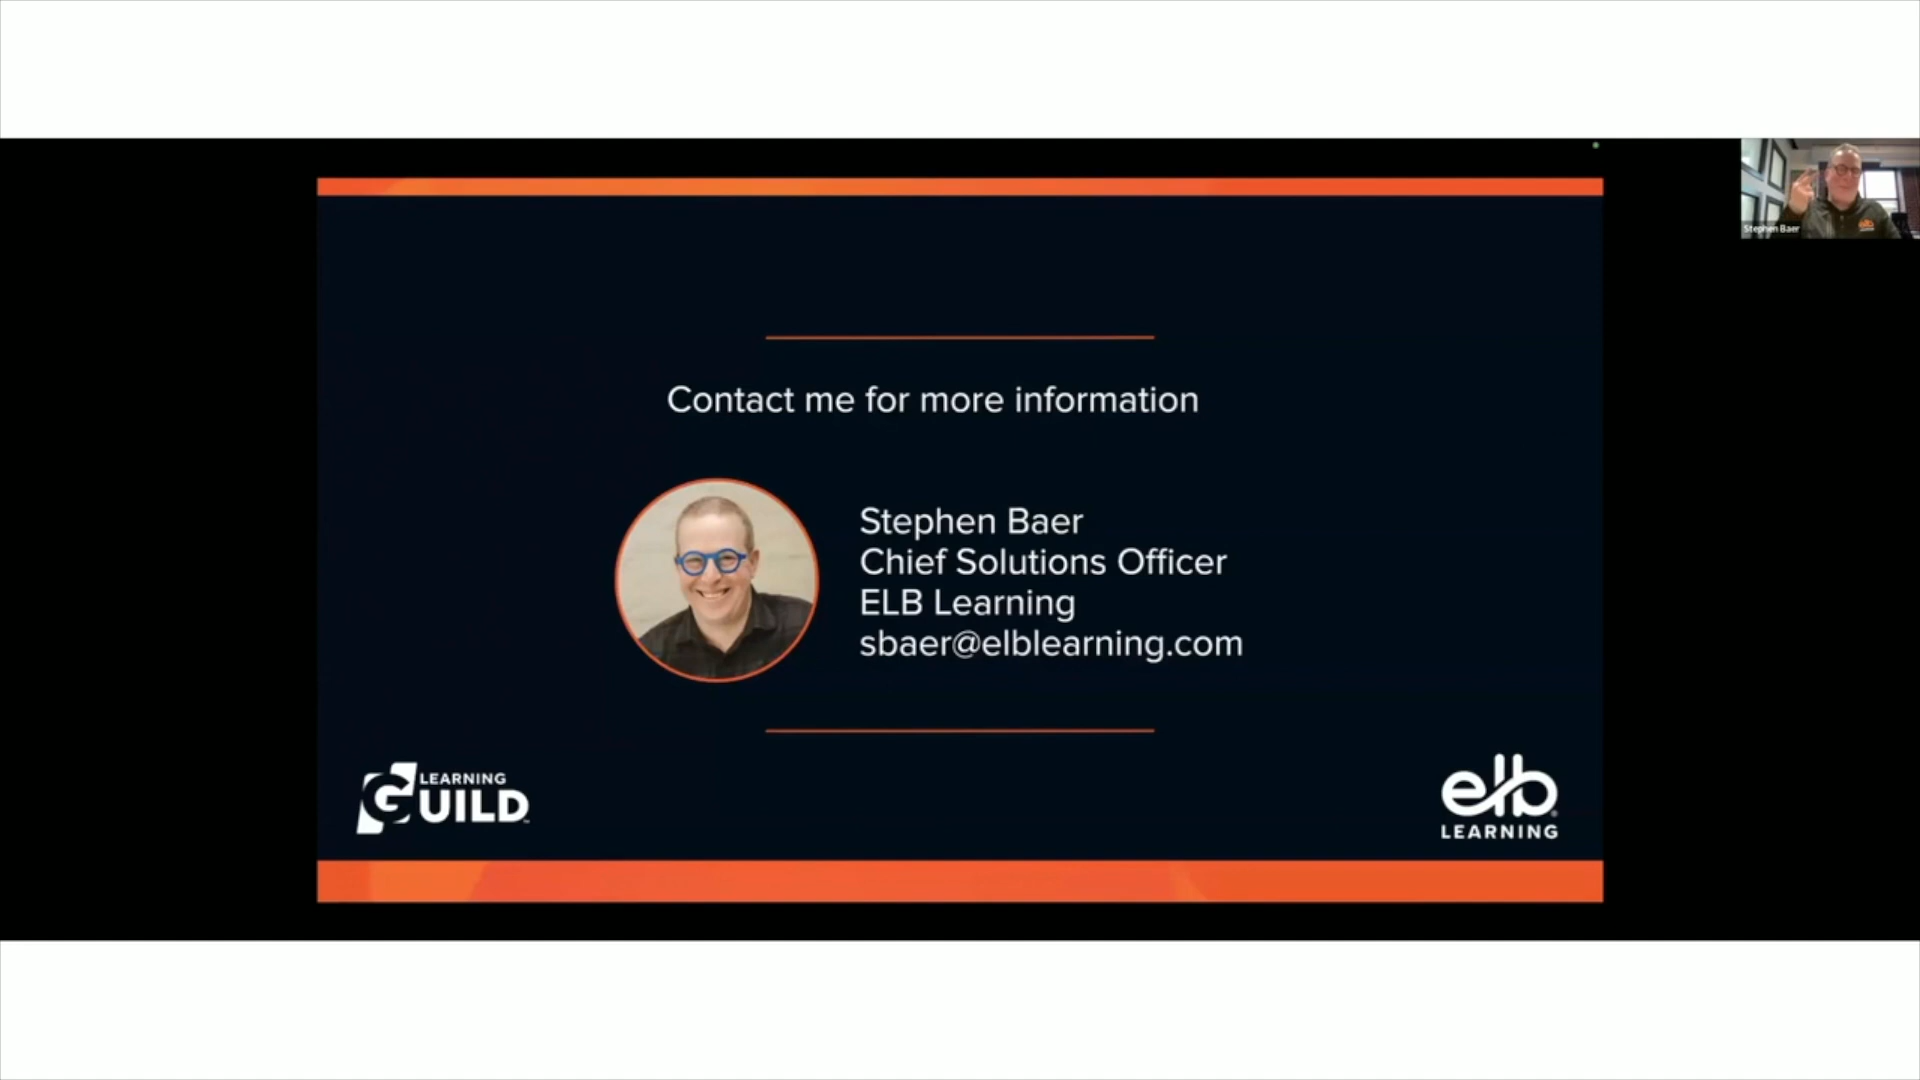 Stephen Baer
Contact me for more information
Stephen Baer
Chief Solutions Officer
ELB Learning
sbaer@elblearning.com
LEARNING
GUILD
elb
LEARNING